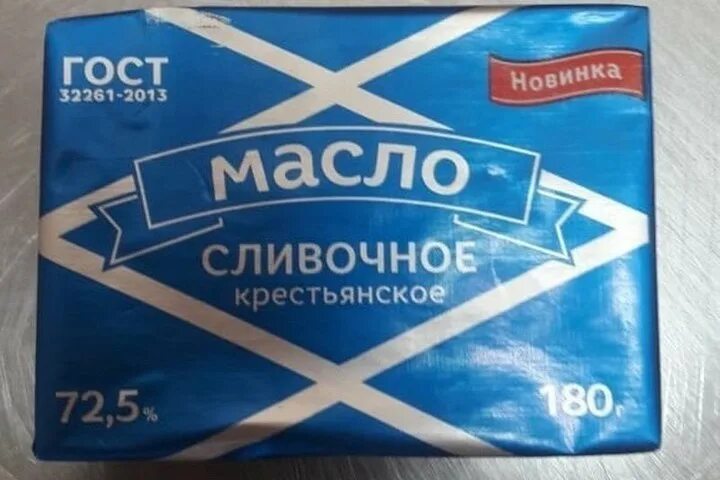 ГОСТ
32261-2013
Новинка
масло
сливочное
крестьянское
72,5%
180г